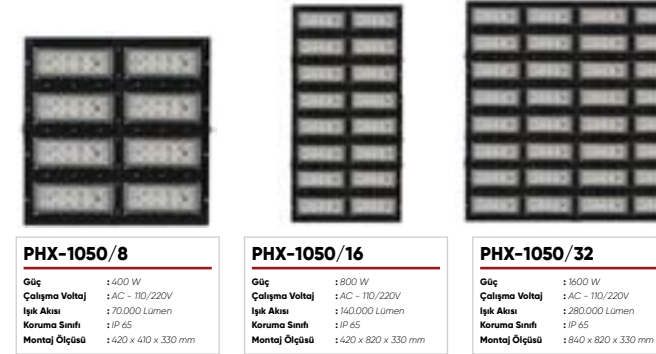 PHX-1050/8
Güç : 400 W
Çalışma Voltaj : AC - 110/220V
Işık Akısı : 70.000 Lümen
Koruma Sınıfı : IP 65
Montaj Ölçüsü : 420 x 410 x 330 mm
PHX-1050/16
Güç : 800 W
Çalışma Voltaj : AC - 110/220V
Işık Akısı : 140.000 Lümen
Koruma Sınıfı : IP 65
Montaj Ölçüsü : 420 x 820 x 330 mm
PHX-1050/32
Güç : 1600 W
Çalışma Voltaj : AC - 110/220V
Işık Akısı : 280.000 Lümen
Koruma Sınıfı : IP 65
Montaj Ölçüsü : 840 x 820 x 330 mm